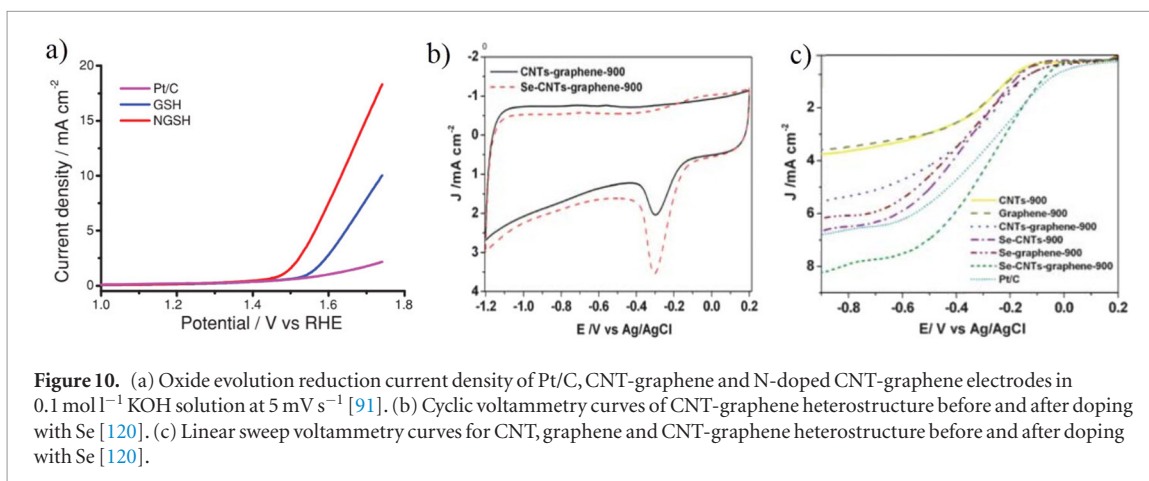 a)
20
15
10
5
0
Current density / mA cm⁻²
Pt/C
GSH
NGSH
1.0 1.2 1.4 1.6 1.8
Potential / V vs RHE
b)
0
-2
-1
0
1
2
3
4
J /mA cm⁻²
CNTs-graphene-900
Se-CNTs-graphene-900
-1.2 -1.0 -0.8 -0.6 -0.4 -0.2 0.0 0.2
E /V vs Ag/AgCl
c)
2
4
6
8
J /mA cm⁻²
CNTs-900
Graphene-900
CNTs-graphene-900
Se-CNTs-900
Se-graphene-900
Se-CNTs-graphene-900
Pt/C
-0.8 -0.6 -0.4 -0.2 0.0 0.2
E/ V vs Ag/AgCl
Figure 10. (a) Oxide evolution reduction current density of Pt/C, CNT-graphene and N-doped CNT-graphene electrodes in
0.1 mol l⁻¹ KOH solution at 5 mV s⁻¹ [91]. (b) Cyclic voltammetry curves of CNT-graphene heterostructure before and after doping
with Se [120]. (c) Linear sweep voltammetry curves for CNT, graphene and CNT-graphene heterostructure before and after doping
with Se [120].